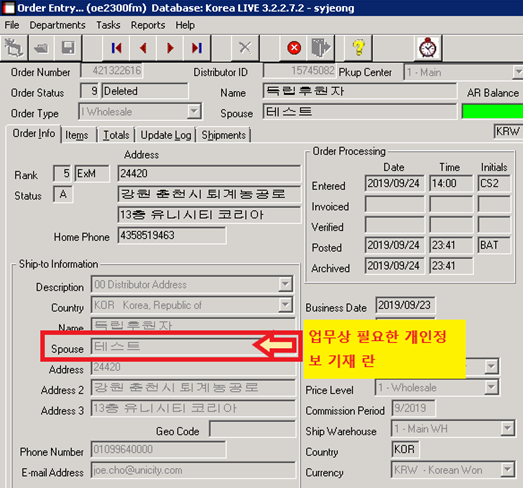 Order Entry... (oe2300fm) Database: Korea LIVE 3.2.2.7.2 - syjeong
File Departments Tasks Reports Help
Order Number 421322616 Distributor ID 15745082 Pkup Center 1 - Main
Order Status 9 Deleted Name 독립후원자 AR Balance
Order Type I Wholesale Spouse 테스트
Order Info Items Totals Update Log Shipments KRW
Address
Rank 5 ExM 24420
Status A 강원 춘천시 퇴계농공로
13층 유니시티 코리아
Home Phone 4358519463
Order Processing
Date Time Initials
Entered 2019/09/24 14:00 CS2
Invoiced
Verified
Posted 2019/09/24 23:41 BAT
Archived 2019/09/24 23:41
Ship-to Information
Description 00 Distributor Address
Country KOR Korea, Republic of
Name 독립후원자
Spouse 테스트
Address 24420
Address 2 강원 춘천시 퇴계농공로
Address 3 13층 유니시티 코리아
Geo Code
Phone Number 01099640000
E-mail Address joe.cho@unicity.com
Business Date 2019/09/23
업무상 필요한 개인정
보 기재 란
Price Level 1 - Wholesale
Commission Period 9/2019
Ship Warehouse 1 - Main WH
Country KOR
Currency KRW - Korean Won